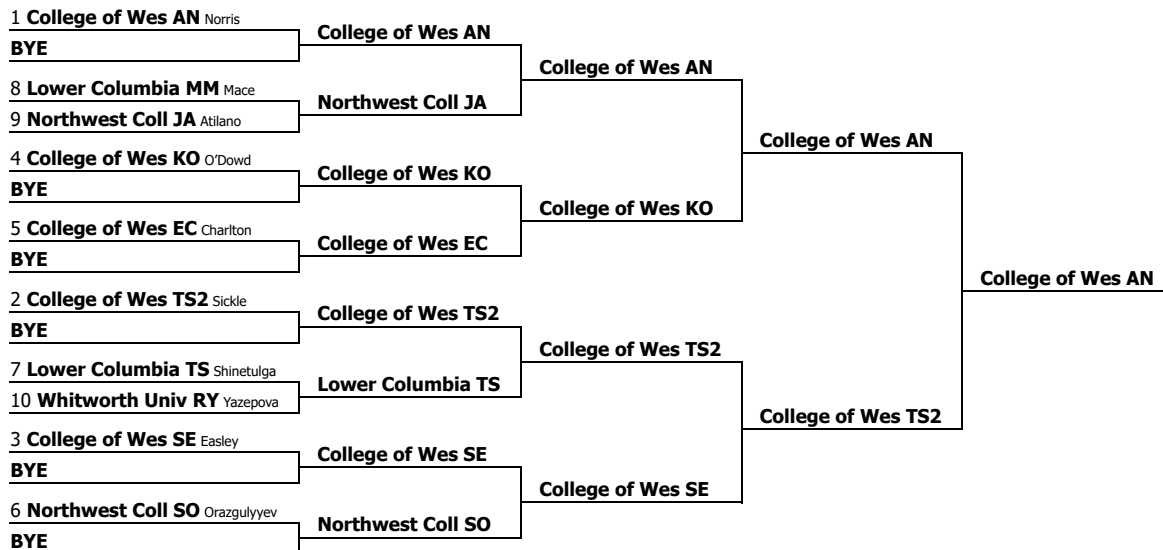 1 College of Wes AN Norris
BYE
8 Lower Columbia MM Mace
9 Northwest Coll JA Atilano
4 College of Wes KO O'Dowd
BYE
5 College of Wes EC Charlton
BYE
2 College of Wes TS2 Sickle
BYE
7 Lower Columbia TS Shinetulga
10 Whitworth Univ RY Yazepova
3 College of Wes SE Easley
BYE
6 Northwest Coll SO Orazgulyyev
BYE
College of Wes AN
Northwest Coll JA
College of Wes KO
College of Wes EC
College of Wes TS2
Lower Columbia TS
College of Wes SE
Northwest Coll SO
College of Wes AN
College of Wes KO
College of Wes TS2
College of Wes SE
College of Wes AN
College of Wes TS2
College of Wes AN